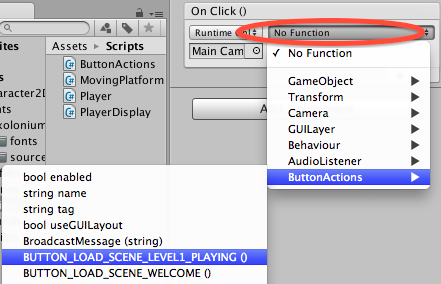 On Click ()
Runtime
No Function
Main Cam
ites
Assets
Scripts
ButtonActions
MovingPlatform
Player
PlayerDisplay
aracter2D
xolonium
fonts
source
A
✓ No Function
GameObject
Transform
Camera
GUILayer
Behaviour
AudioListener
ButtonActions
bool enabled
string name
string tag
bool useGUILayout
BroadcastMessage (string)
BUTTON_LOAD_SCENE_LEVEL1_PLAYING ()
BUTTON_LOAD_SCENE_WELCOME ()